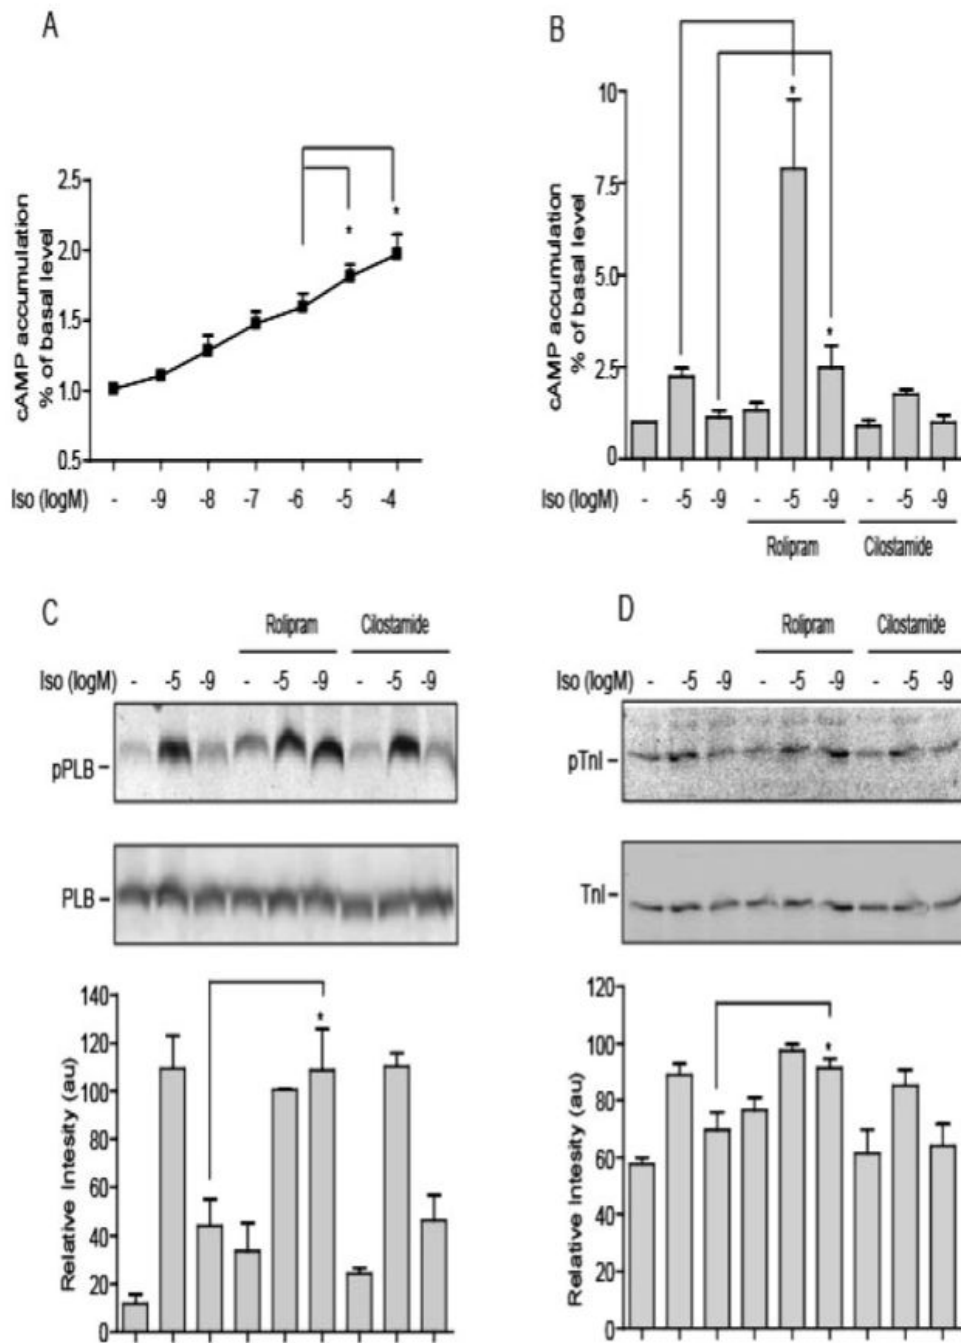 A
cAMP accumulation
% of basal level
2.5
2.0
1.5
1.0
0.5
*
*
Iso (logM) - -9 -8 -7 -6 -5 -4
B
cAMP accumulation
% of basal level
10
7.5
5.0
2.5
0
*
*
Iso (logM) - -5 -9 - -5 -9 - -5 -9
Rolipram Cilostamide
C
Rolipram Cilostamide
Iso (logM) - -5 -9 - -5 -9 - -5 -9
pPLB
PLB
Relative Intesity (au)
140
120
100
80
60
40
20
0
*
D
Rolipram Cilostamide
Iso (logM) - -5 -9 - -5 -9 - -5 -9
pTnI
TnI
Relative Intesity (au)
120
100
80
60
40
20
0
*